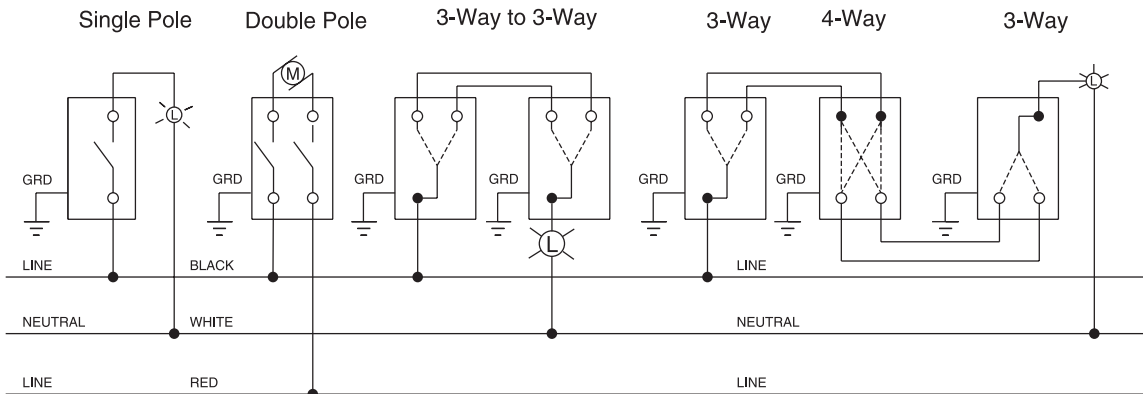 Single Pole
Double Pole
3-Way to 3-Way
3-Way
4-Way
3-Way
L
M
L
L
GRD
GRD
GRD
GRD
GRD
GRD
GRD
LINE
BLACK
LINE
NEUTRAL
WHITE
NEUTRAL
LINE
RED
LINE